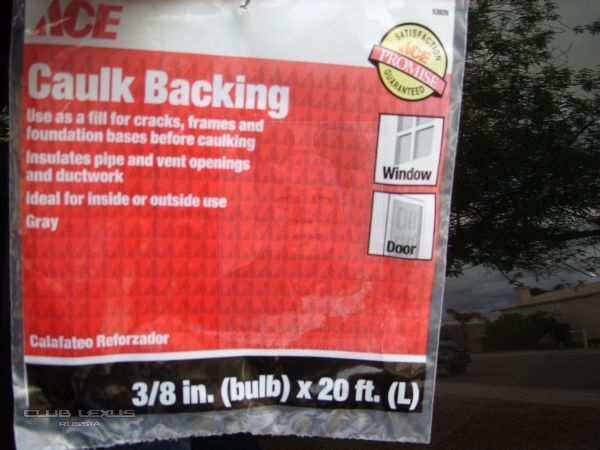 ACE
53925
SATISFACTION
ACE
PROMISE
GUARANTEED
Caulk Backing
Use as a fill for cracks, frames and
foundation bases before caulking
Insulates pipe and vent openings
and ductwork
Ideal for inside or outside use
Gray
Window
Door
Calafateo Reforzador
3/8 in. (bulb) x 20 ft. (L)
CLUB LEXUS
RUSSIA